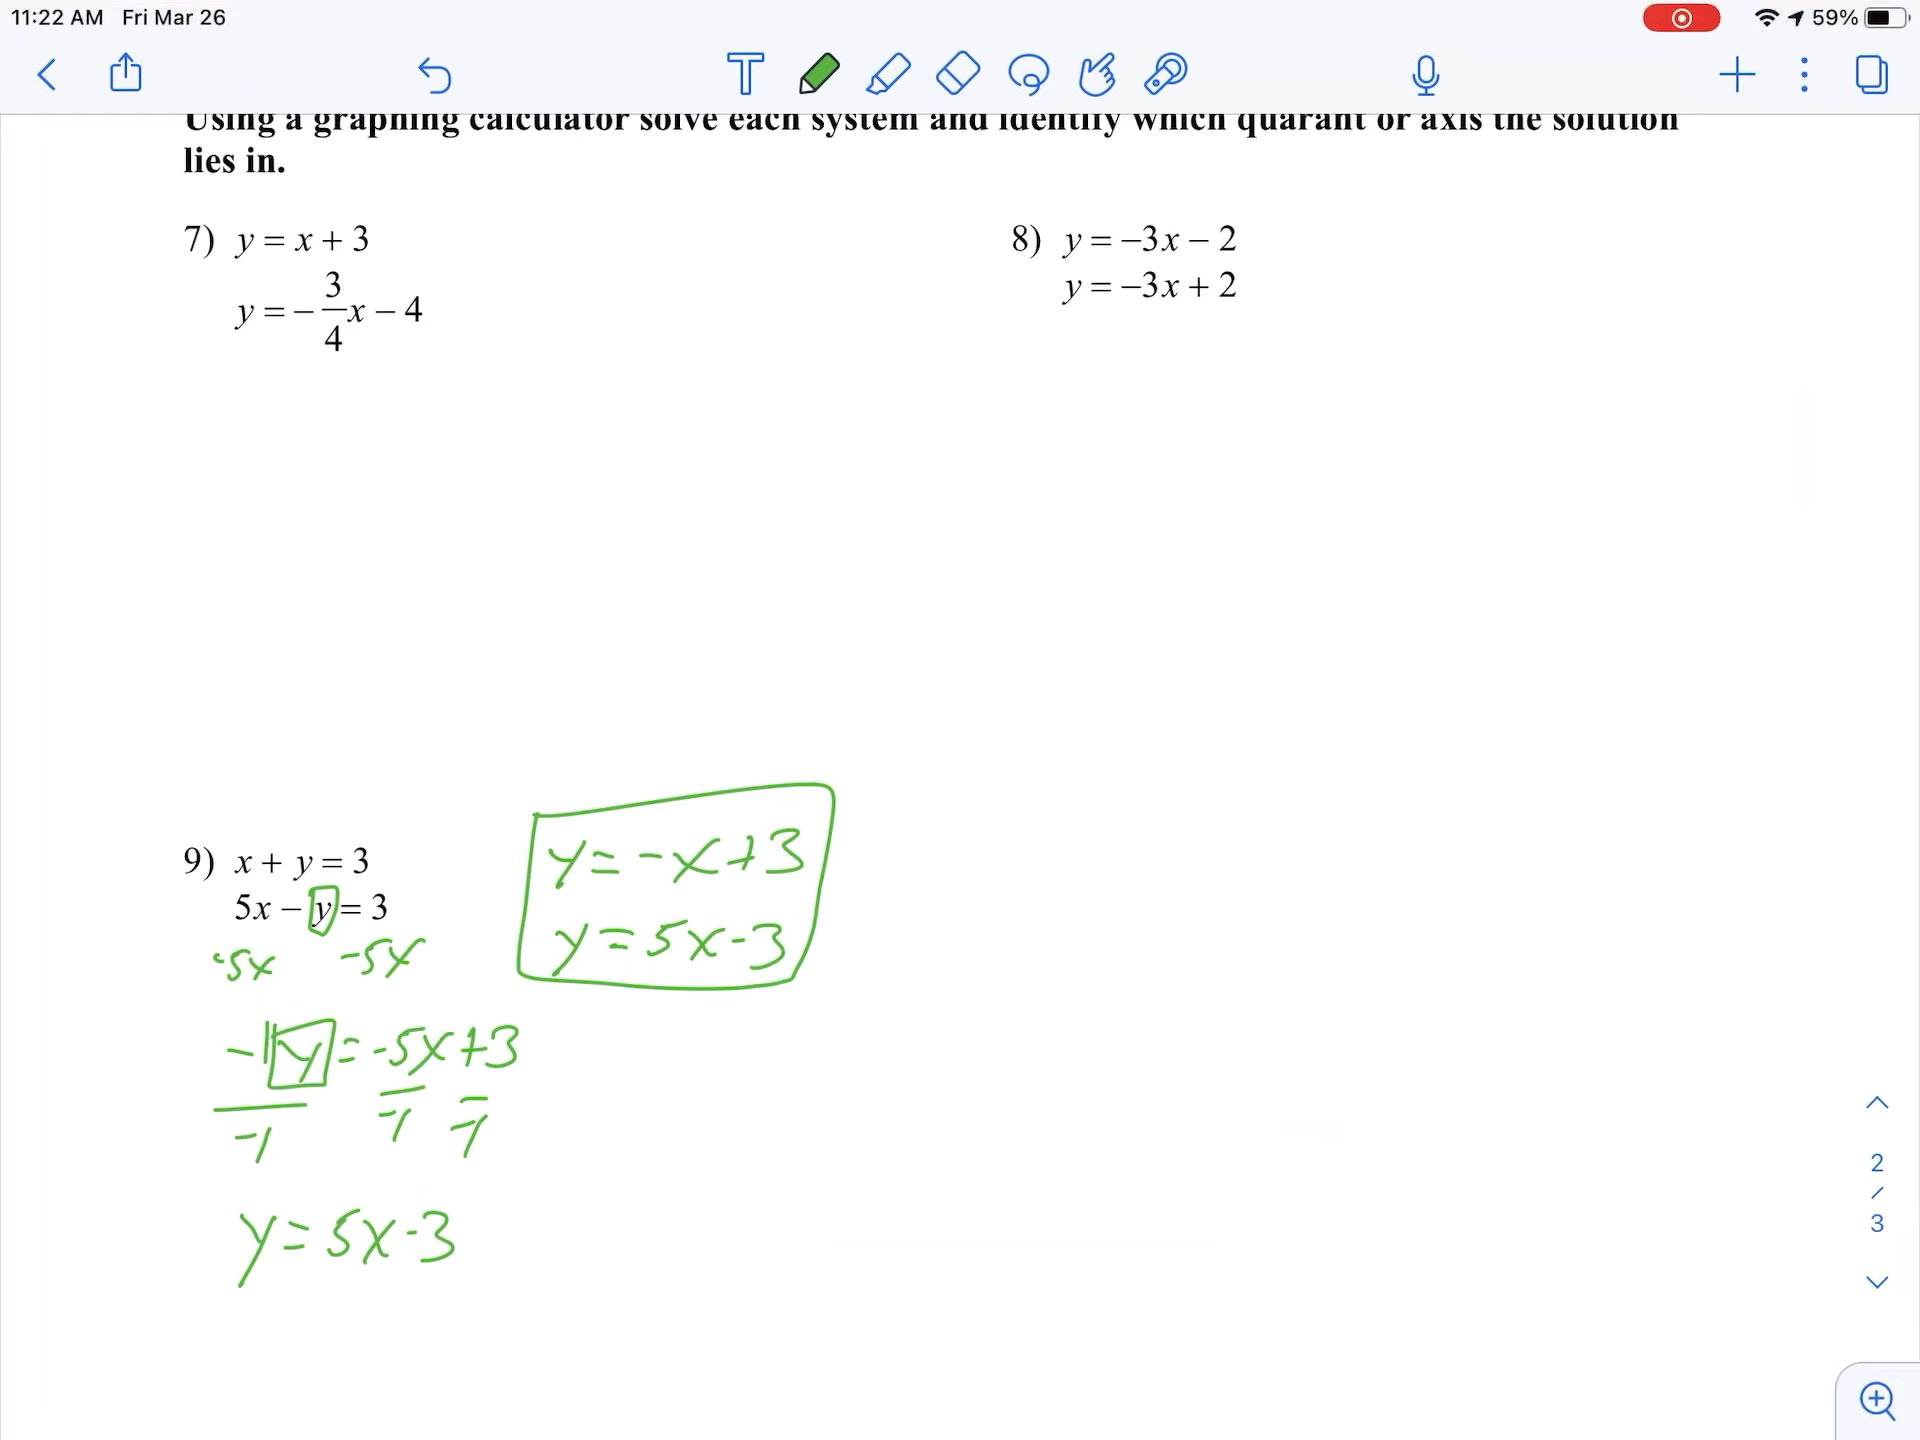 11:22 AM Fri Mar 26
59%
T
Using a graphing calculator solve each system and identify which quarant or axis the solution
lies in.
7) y = x + 3
y = -3/4x - 4
8) y = -3x - 2
y = -3x + 2
9) x + y = 3
5x - y = 3
-5x -5x
-1y = -5x+3
-1 -1 -1
y = 5x-3
y = -x+3
y = 5x-3
2
/
3